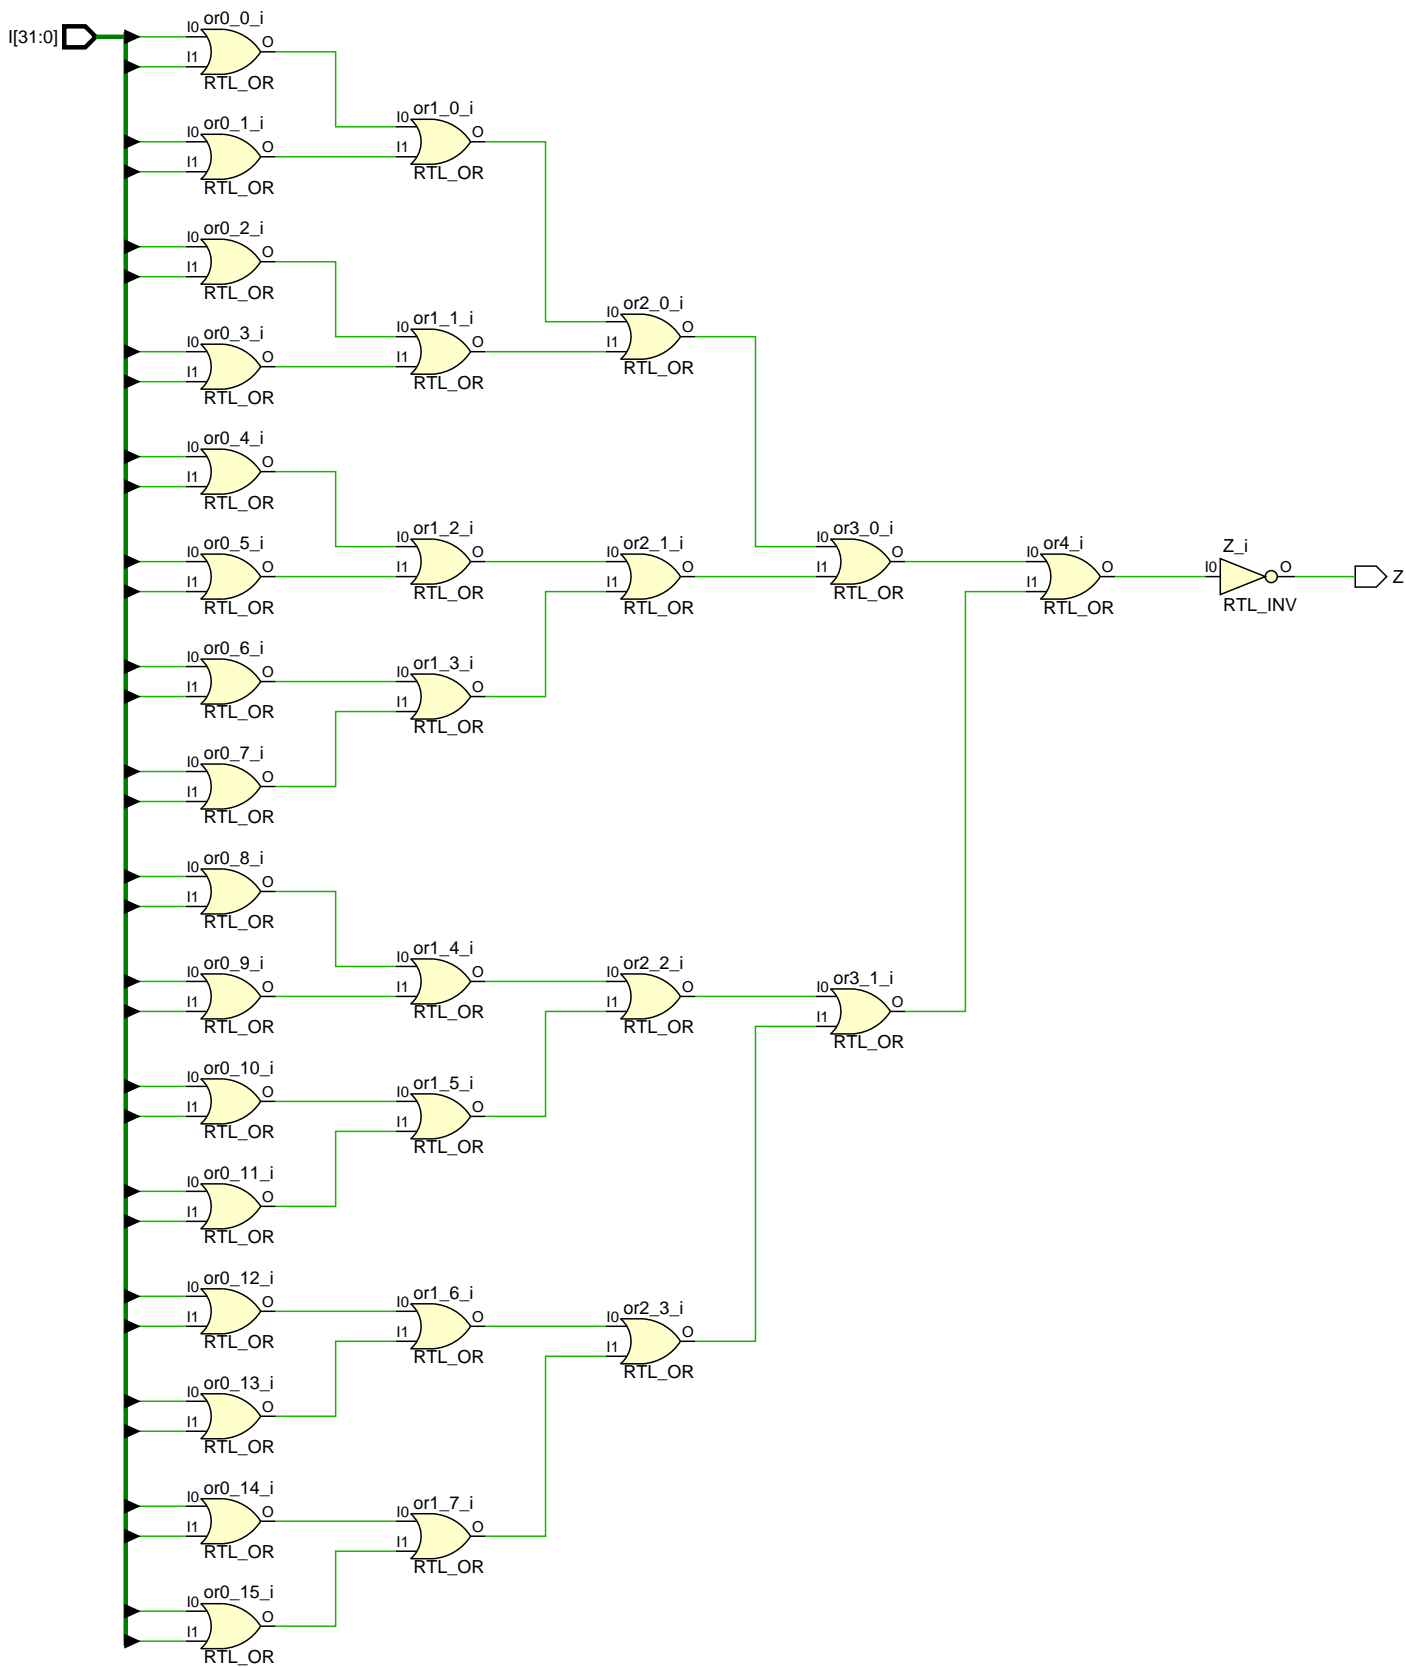 I[31:0]
or0_0_i
I0
I1
O
RTL_OR
or0_1_i
I0
I1
O
RTL_OR
or1_0_i
I0
I1
O
RTL_OR
or0_2_i
I0
I1
O
RTL_OR
or0_3_i
I0
I1
O
RTL_OR
or1_1_i
I0
I1
O
RTL_OR
or2_0_i
I0
I1
O
RTL_OR
or0_4_i
I0
I1
O
RTL_OR
or0_5_i
I0
I1
O
RTL_OR
or1_2_i
I0
I1
O
RTL_OR
or2_1_i
I0
I1
O
RTL_OR
or3_0_i
I0
I1
O
RTL_OR
or4_i
I0
I1
O
RTL_OR
Z_i
I0
O
RTL_INV
Z
or0_6_i
I0
I1
O
RTL_OR
or1_3_i
I0
I1
O
RTL_OR
or0_7_i
I0
I1
O
RTL_OR
or0_8_i
I0
I1
O
RTL_OR
or0_9_i
I0
I1
O
RTL_OR
or1_4_i
I0
I1
O
RTL_OR
or2_2_i
I0
I1
O
RTL_OR
or3_1_i
I0
I1
O
RTL_OR
or0_10_i
I0
I1
O
RTL_OR
or1_5_i
I0
I1
O
RTL_OR
or0_11_i
I0
I1
O
RTL_OR
or0_12_i
I0
I1
O
RTL_OR
or1_6_i
I0
I1
O
RTL_OR
or2_3_i
I0
I1
O
RTL_OR
or0_13_i
I0
I1
O
RTL_OR
or0_14_i
I0
I1
O
RTL_OR
or1_7_i
I0
I1
O
RTL_OR
or0_15_i
I0
I1
O
RTL_OR